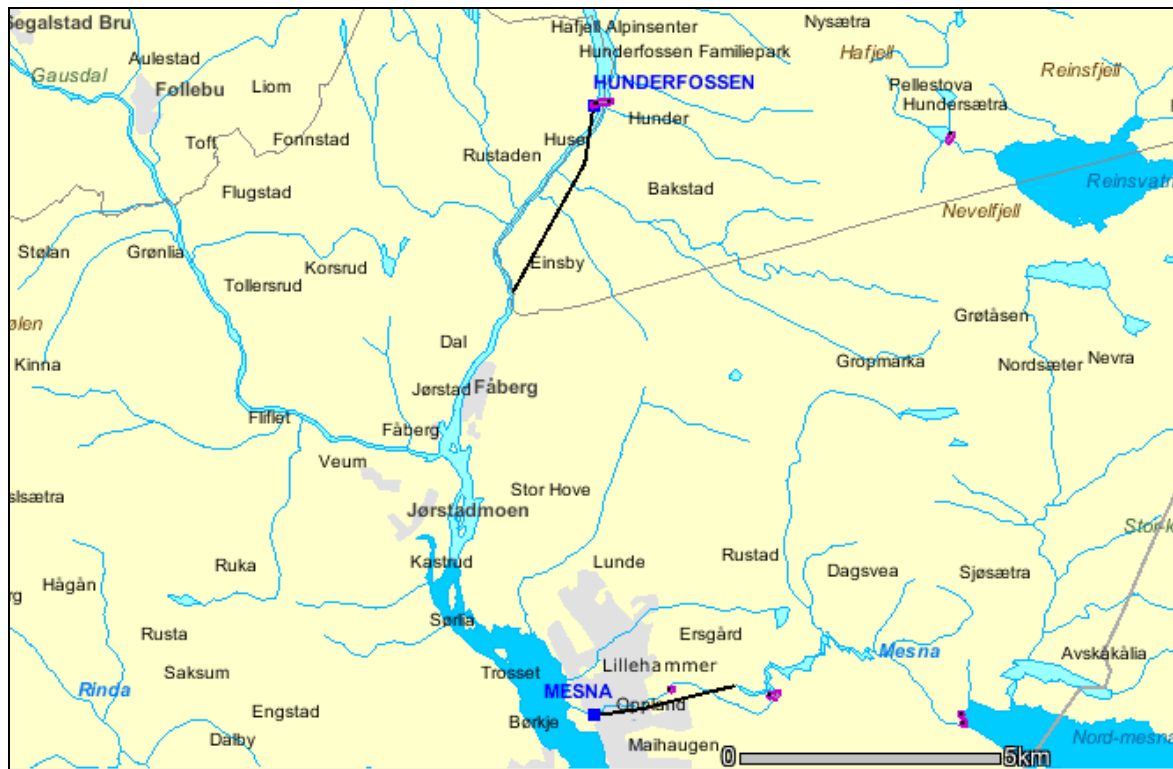 Segalstad Bru
Hafjell Alpinsenter
Nysætra
Aulestad
Hunderfossen Familiepark
Hafjell
Gausdal
Reinsfjell
Follebu
Liom
HUNDERFOSSEN
Pellestova
Hundersætra
Hunder
Toft
Fonnstad
Huse
Rustaden
Flugstad
Bakstad
Reinsvatn
Nevelfjell
Stølan
Grønlia
Korsrud
Einsby
Tollersrud
Grøtåsen
ølen
Dal
Kinna
Gropmarka
Nordsæter
Nevra
Jørstad
Fåberg
Fliflet
Fåberg
Veum
Stor Hove
slsætra
Jørstadmoen
Kastrud
Lunde
Rustad
Ruka
Dagsvea
Sjøsætra
Hågån
rg
Sørlia
Rusta
Ersgård
Mesna
Avskåkålia
Saksum
Trosset
Lillehammer
Rinda
MESNA
Oppland
Engstad
Børkje
Dalby
Maihaugen
Nord-mesna
0
5km